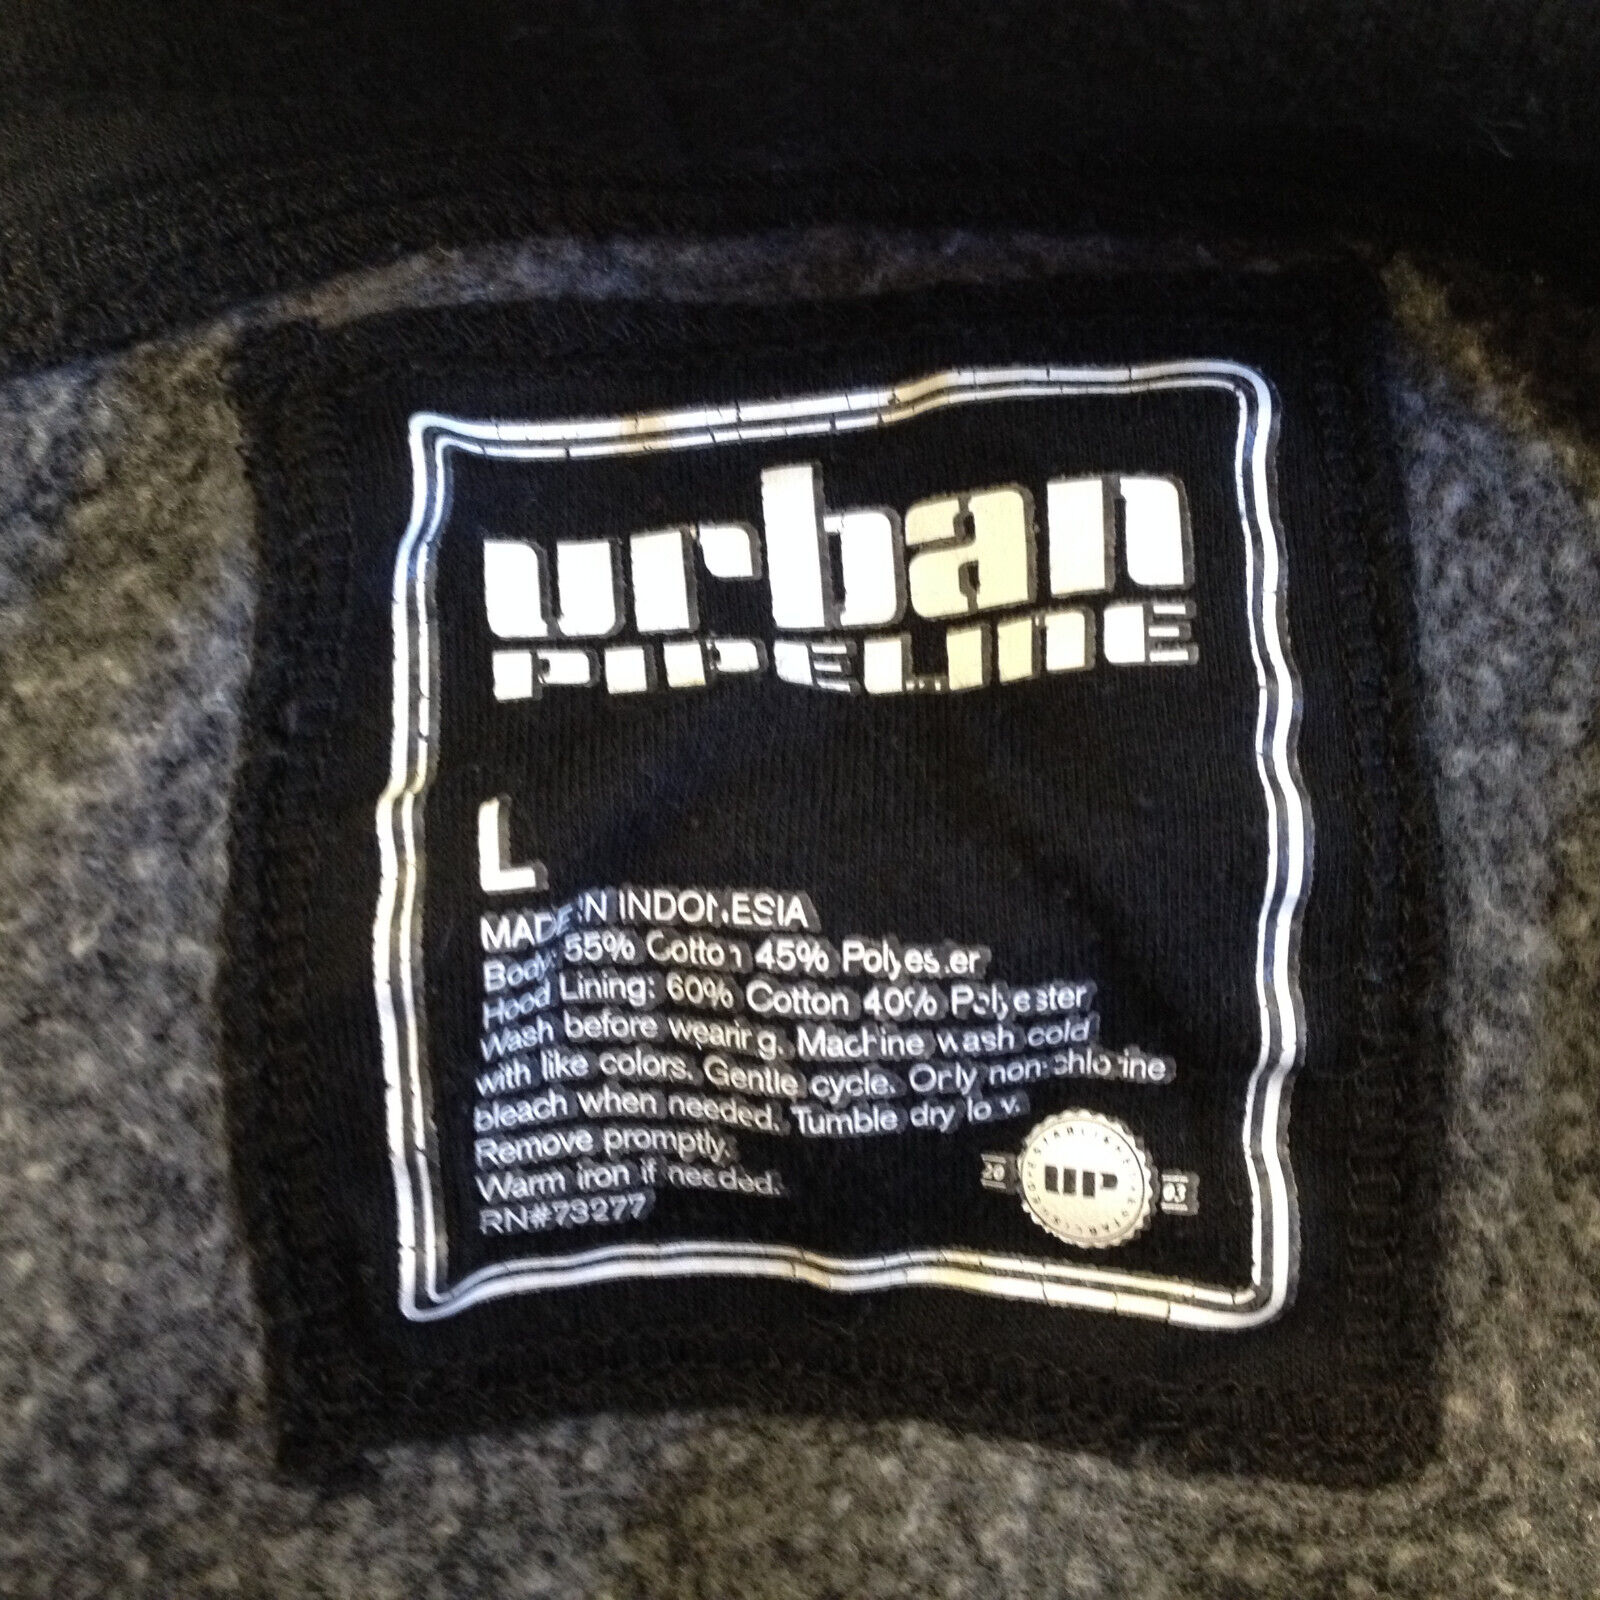 urban
PIPELINE
L
MADE IN INDONESIA
Body: 55% Cotton 45% Polyester
Hood Lining: 60% Cotton 40% Polyester
Wash before wearing. Machine wash cold
with like colors. Gentle cycle. Only non-chlorine
bleach when needed. Tumble dry low.
Remove promptly.
Warm iron if needed.
RN#73277
20 UP 03